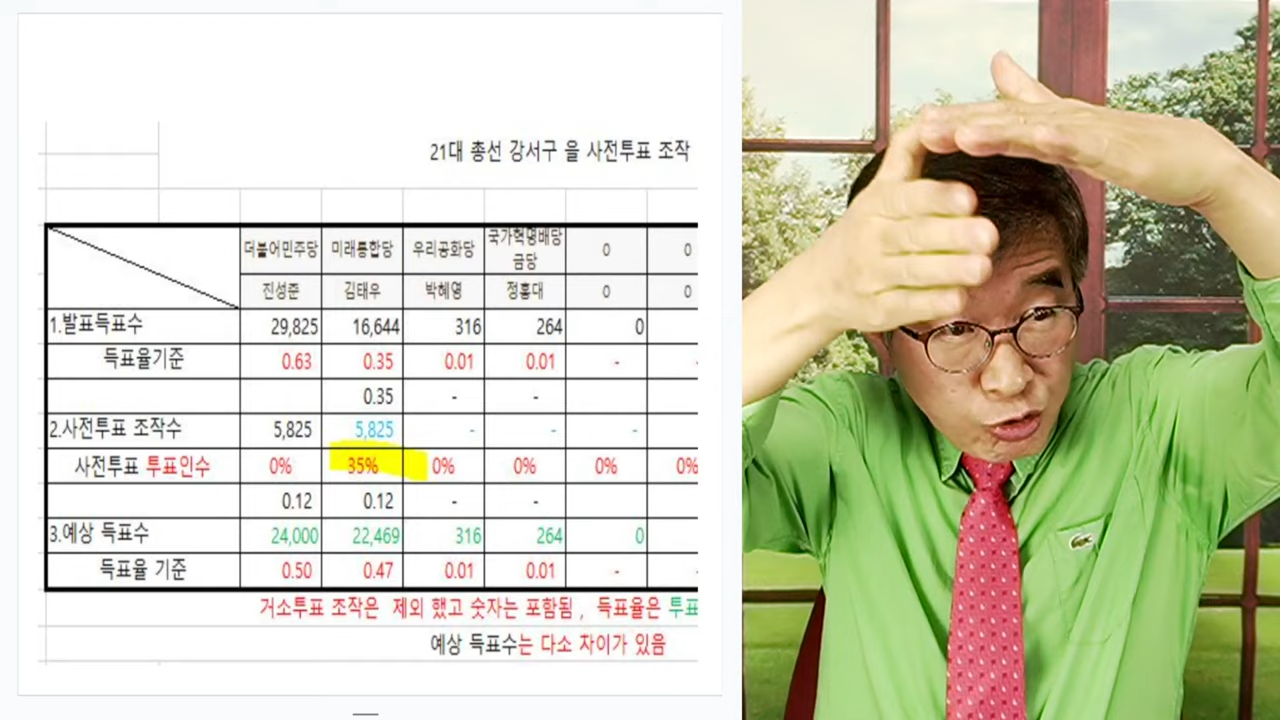 21대 총선 강서구 을 사전투표 조작
더불어민주당 미래통합당 우리공화당 국가혁명배당금당 0 0
진성준 김태우 박혜영 정홍대 0 0
1.발표득표수 29,825 16,644 316 264 0
득표율기준 0.63 0.35 0.01 0.01 - -
0.35 - -
2.사전투표 조작수 5,825 5,825 - - -
사전투표 투표인수 0% 35% 0% 0% 0% 0%
0.12 0.12 - -
3.예상 득표수 24,000 22,469 316 264 0
득표율 기준 0.50 0.47 0.01 0.01 - -
거소투표 조작은 제외 했고 숫자는 포함됨 , 득표율은 투표
예상 득표수는 다소 차이가 있음